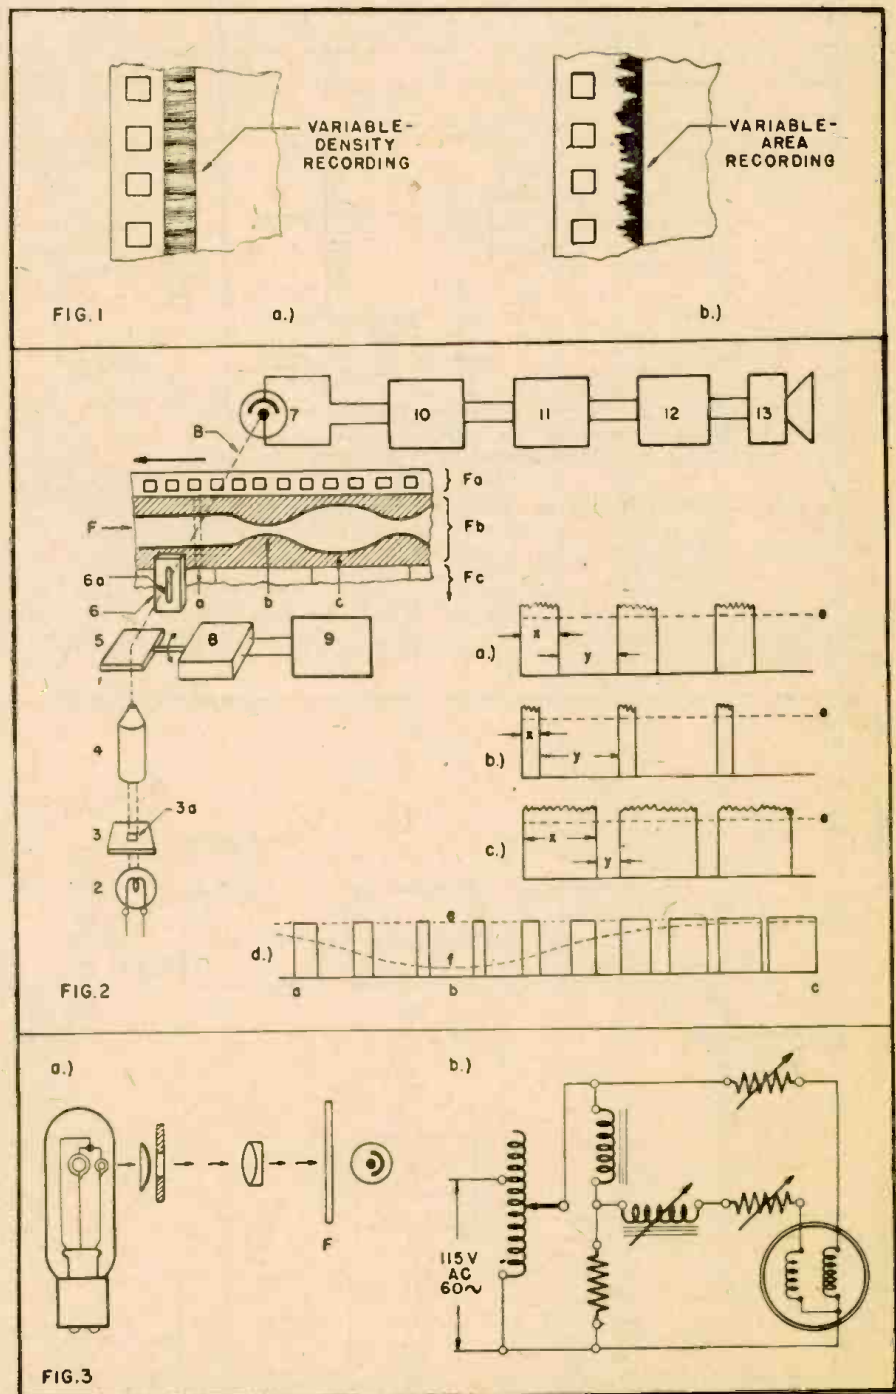 VARIABLE-
DENSITY
RECORDING
VARIABLE-
AREA
RECORDING
FIG.1
a.)
b.)
7
10
11
12
13
B
Fa
F
Fb
6a
6
a
b
c
Fc
5
8
9
4
3a
3
2
a.)
x
y
e
b.)
x
y
e
c.)
x
y
e
d.)
e
f
a
b
c
FIG.2
a.)
b.)
F
115V
AC
60~
FIG.3